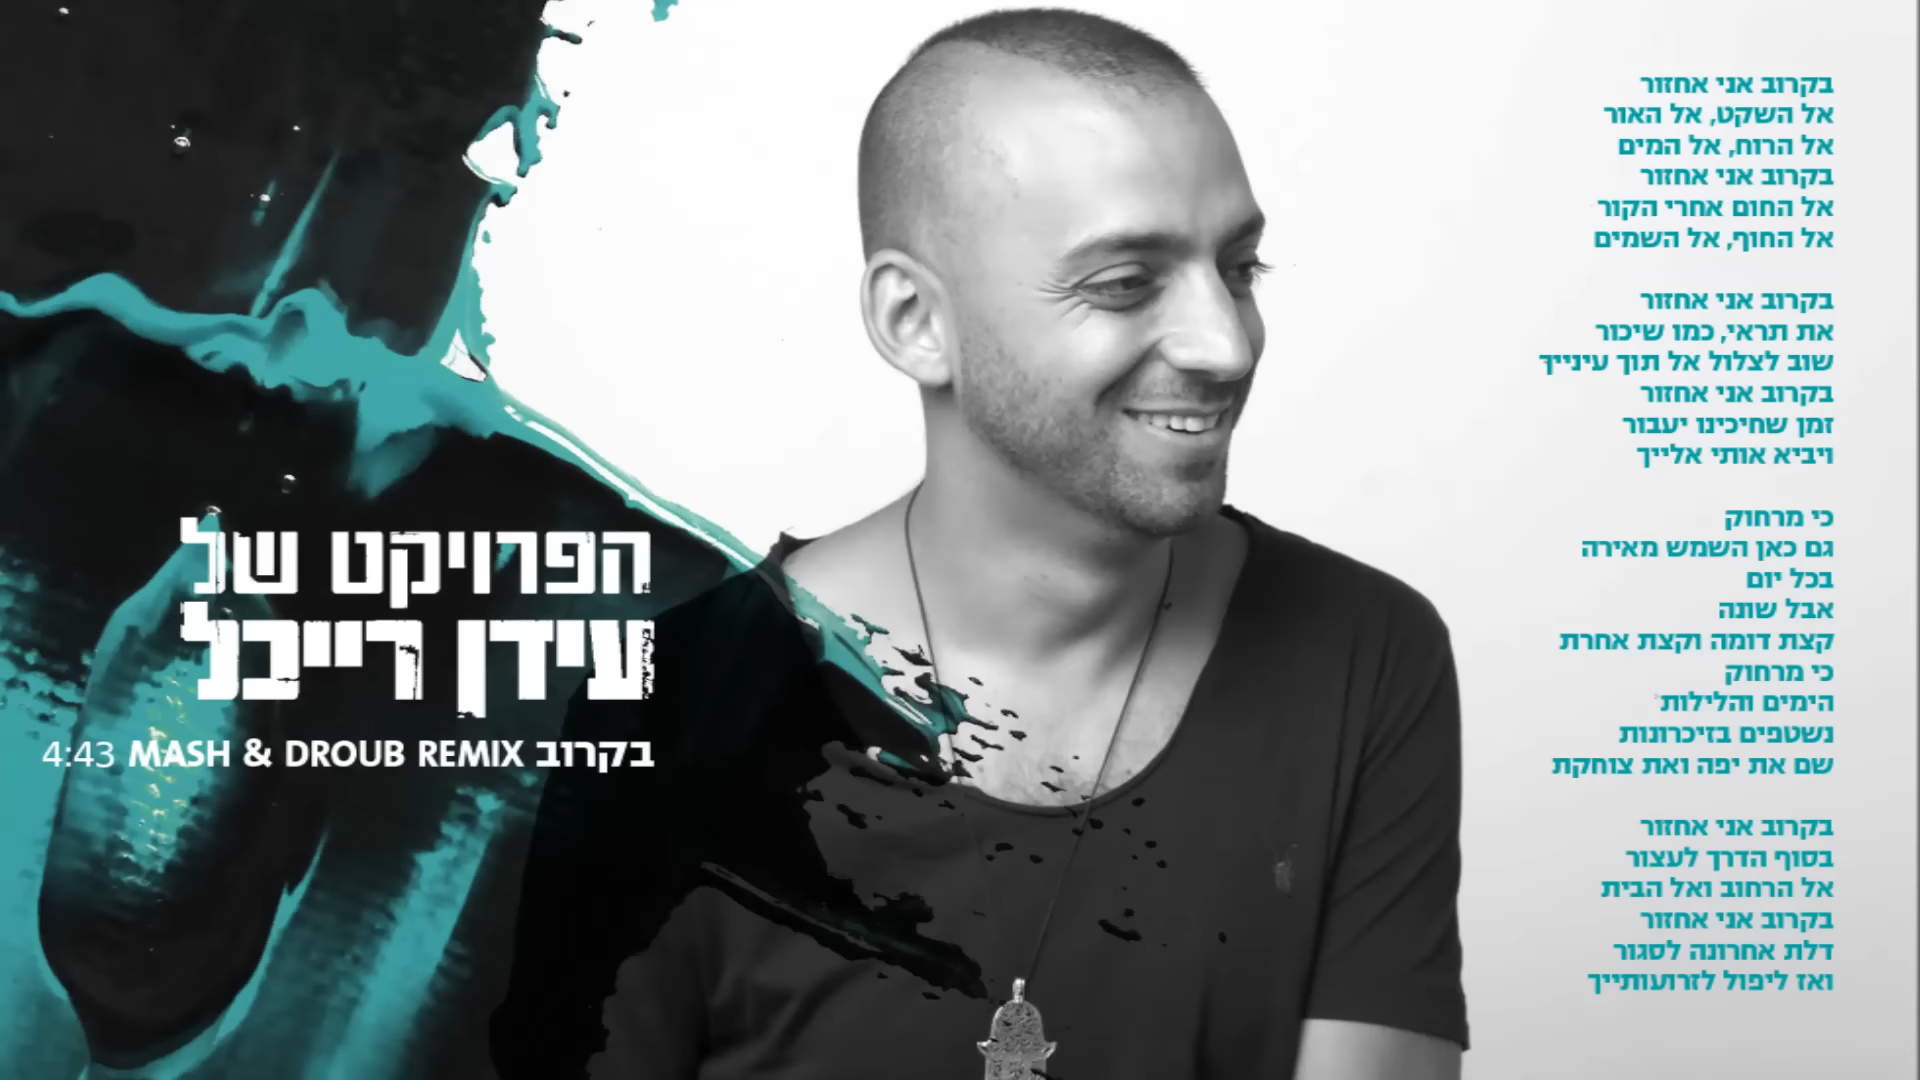 הפרויקט של
עידן רייכל
בקרוב MASH & DROUB REMIX 4:43
בקרוב אני אחזור
אל השקט, אל האור
אל הרוח, אל המים
בקרוב אני אחזור
אל החום אחרי הקור
אל החוף, אל השמים
בקרוב אני אחזור
את תראי, כמו שיכור
שוב לצלול אל תוך עינייך
בקרוב אני אחזור
זמן שחיכינו יעבור
ויביא אותי אלייך
כי מרחוק
גם כאן השמש מאירה
בכל יום
אבל שונה
קצת דומה וקצת אחרת
כי מרחוק
הימים והלילות
נשטפים בזיכרונות
שם את יפה ואת צוחקת
בקרוב אני אחזור
בסוף הדרך לעצור
אל הרחוב ואל הבית
בקרוב אני אחזור
דלת אחרונה לסגור
ואז ליפול לזרועותייך